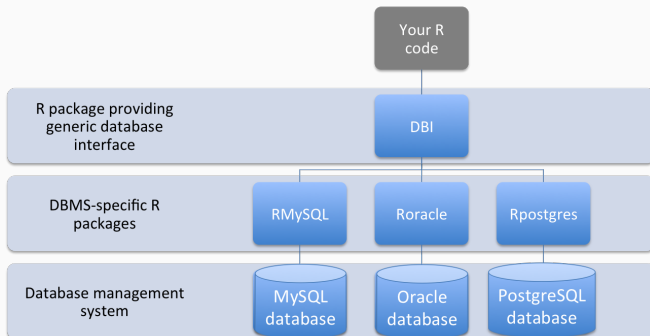 Your R
code
R package providing
generic database
interface
DBI
DBMS-specific R
packages
RMySQL
Roracle
Rpostgres
Database management
system
MySQL
database
Oracle
database
PostgreSQL
database